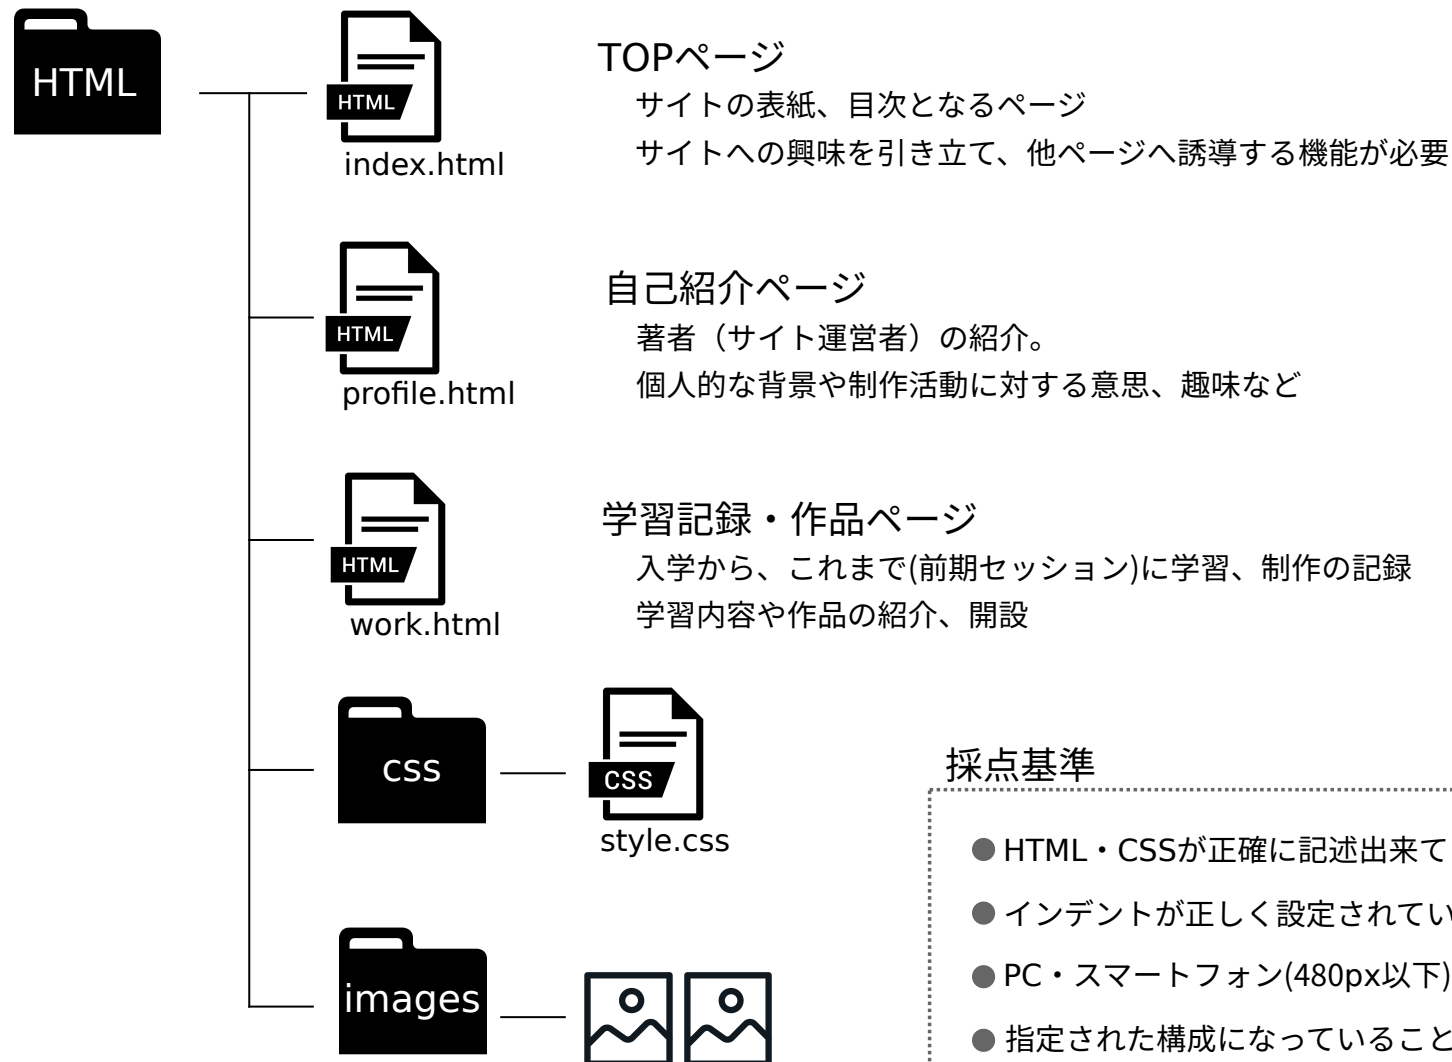 HTML
HTML
index.html
TOPページ
サイトの表紙、目次となるページ
サイトへの興味を引き立て、他ページへ誘導する機能が必要
HTML
profile.html
自己紹介ページ
著者（サイト運営者）の紹介。
個人的な背景や制作活動に対する意思、趣味など
HTML
work.html
学習記録・作品ページ
入学から、これまで(前期セッション)に学習、制作の記録
学習内容や作品の紹介、開設
css
CSS
style.css
images
採点基準
● HTML・CSSが正確に記述出来て
● インデントが正しく設定されてい
● PC・スマートフォン(480px以下)
● 指定された構成になっていること